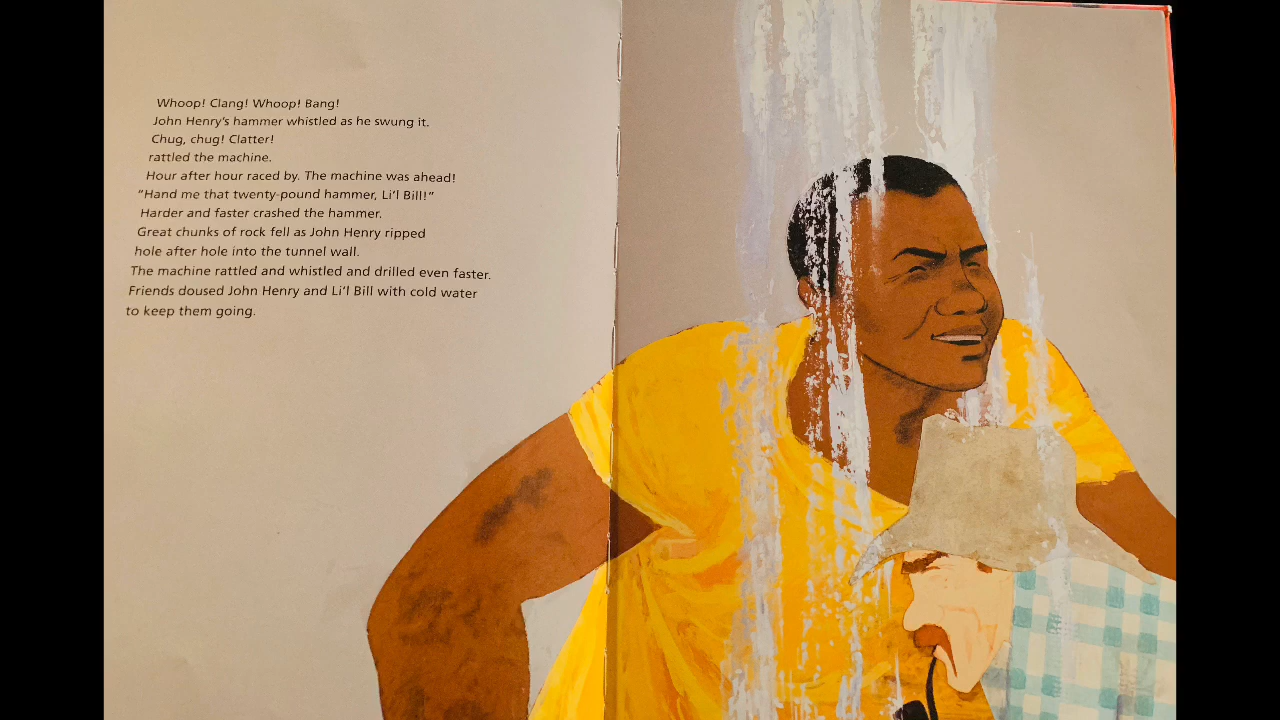 Whoop! Clang! Whoop! Bang!
John Henry's hammer whistled as he swung it.
Chug, chug! Clatter!
rattled the machine.
Hour after hour raced by. The machine was ahead!
"Hand me that twenty-pound hammer, Li'l Bill!"
Harder and faster crashed the hammer.
Great chunks of rock fell as John Henry ripped
hole after hole into the tunnel wall.
The machine rattled and whistled and drilled even faster.
Friends doused John Henry and Li'l Bill with cold water
to keep them going.